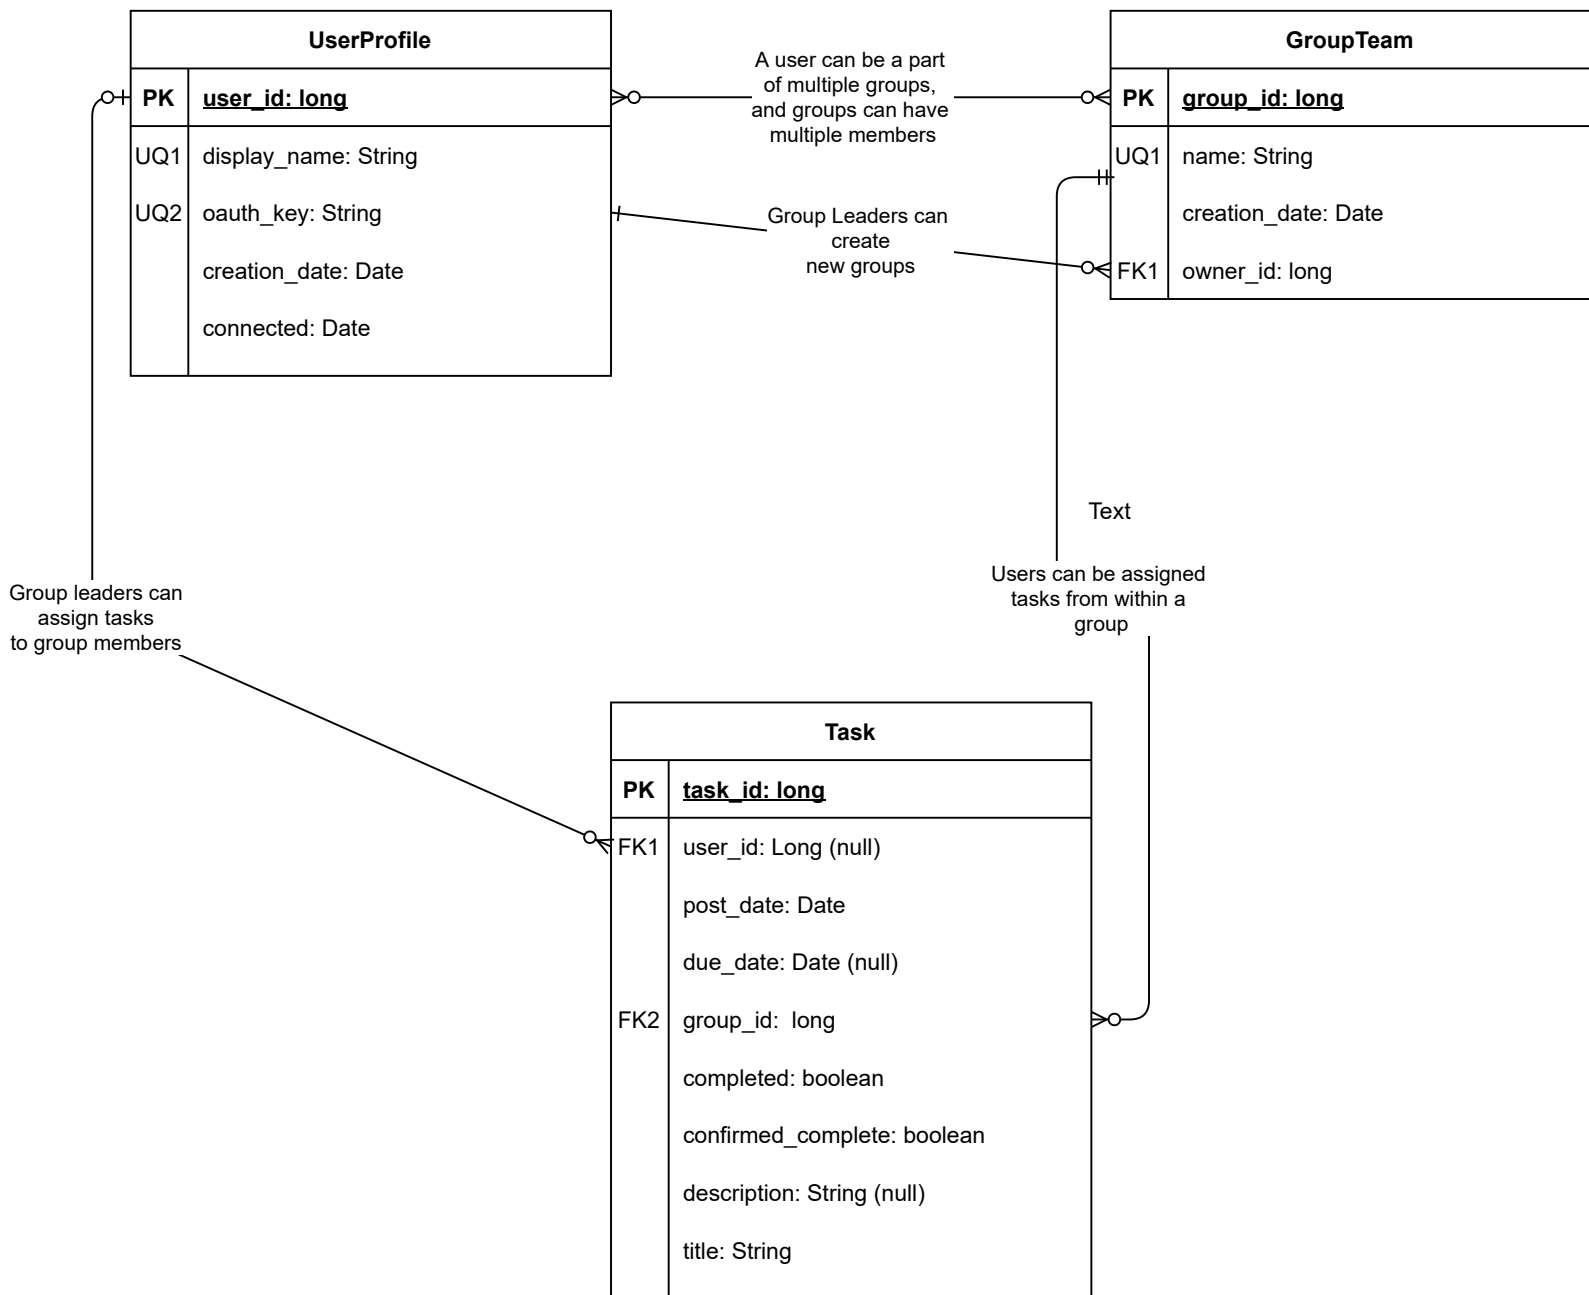 UserProfile
PK user_id: long
UQ1 display_name: String
UQ2 oauth_key: String
creation_date: Date
connected: Date
A user can be a part
of multiple groups,
and groups can have
multiple members
Group Leaders can
create
new groups
GroupTeam
PK group_id: long
UQ1 name: String
creation_date: Date
FK1 owner_id: long
Text
Users can be assigned
tasks from within a
group
Group leaders can
assign tasks
to group members
Task
PK task_id: long
FK1 user_id: Long (null)
post_date: Date
due_date: Date (null)
FK2 group_id:  long
completed: boolean
confirmed_complete: boolean
description: String (null)
title: String